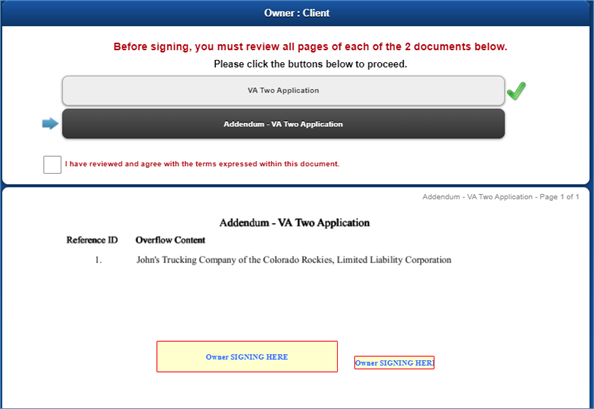 Owner : Client
Before signing, you must review all pages of each of the 2 documents below.
Please click the buttons below to proceed.
VA Two Application
Addendum - VA Two Application
I have reviewed and agree with the terms expressed within this document.
Addendum - VA Two Application - Page 1 of 1
Addendum - VA Two Application
Reference ID Overflow Content
1. John's Trucking Company of the Colorado Rockies, Limited Liability Corporation
Owner SIGNING HERE Owner SIGNING HERE